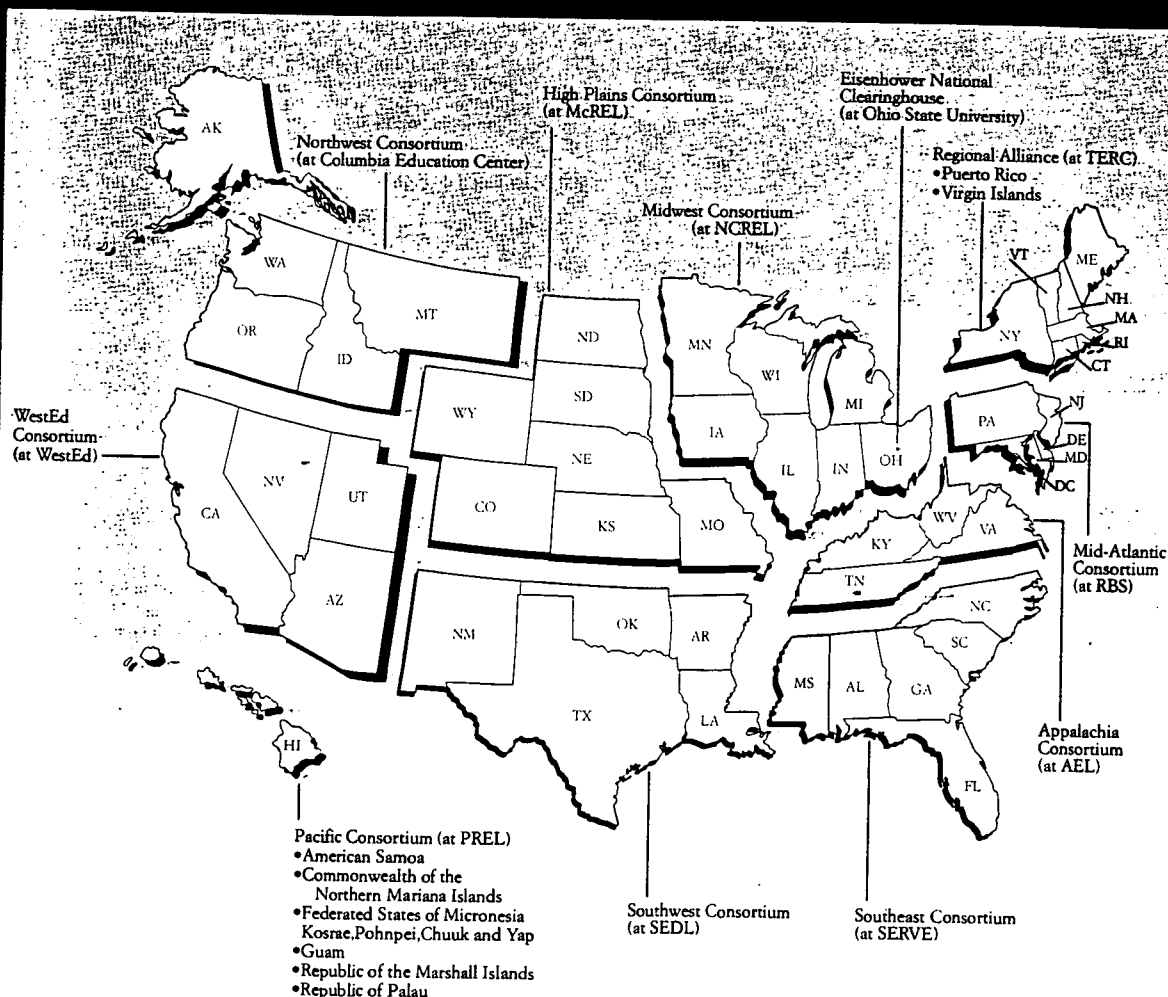 AK
Northwest Consortium
(at Columbia Education Center)
High Plains Consortium
(at McREL)
Eisenhower National
Clearinghouse
(at Ohio State University)
Regional Alliance (at TERC)
•Puerto Rico
•Virgin Islands
Midwest Consortium
(at NCREL)
WA
OR
ID
MT
ND
SD
WY
NE
CO
KS
MN
WI
MI
IA
IL
IN
OH
MO
VT
ME
NH
MA
NY
RI
CT
PA
NJ
DE
MD
DC
WestEd
Consortium
(at WestEd)
CA
NV
UT
AZ
NM
OK
AR
TX
LA
KY
WV
VA
TN
NC
SC
MS
AL
GA
FL
HI
Mid-Atlantic
Consortium
(at RBS)
Appalachia
Consortium
(at AEL)
Pacific Consortium (at PREL)
•American Samoa
•Commonwealth of the
Northern Mariana Islands
•Federated States of Micronesia
Kosrae,Pohnpei,Chuuk and Yap
•Guam
•Republic of the Marshall Islands
•Republic of Palau
Southwest Consortium
(at SEDL)
Southeast Consortium
(at SERVE)